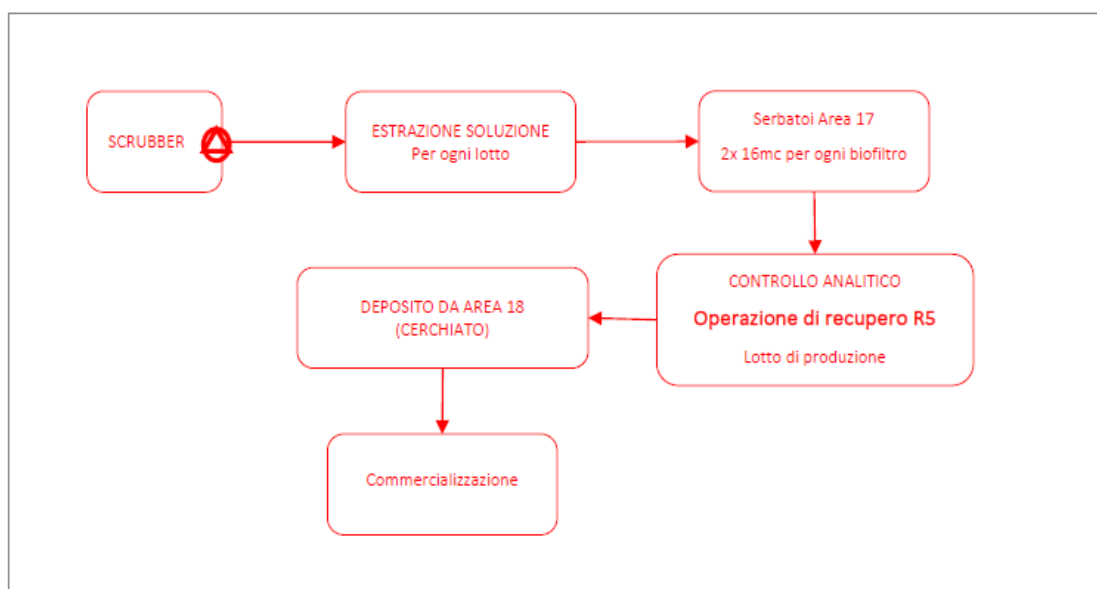 SCRUBBER
ESTRAZIONE SOLUZIONE
Per ogni lotto
Serbatoi Area 17
2x 16mc per ogni biofiltro
CONTROLLO ANALITICO
Operazione di recupero R5
Lotto di produzione
DEPOSITO DA AREA 18
(CERCHIATO)
Commercializzazione